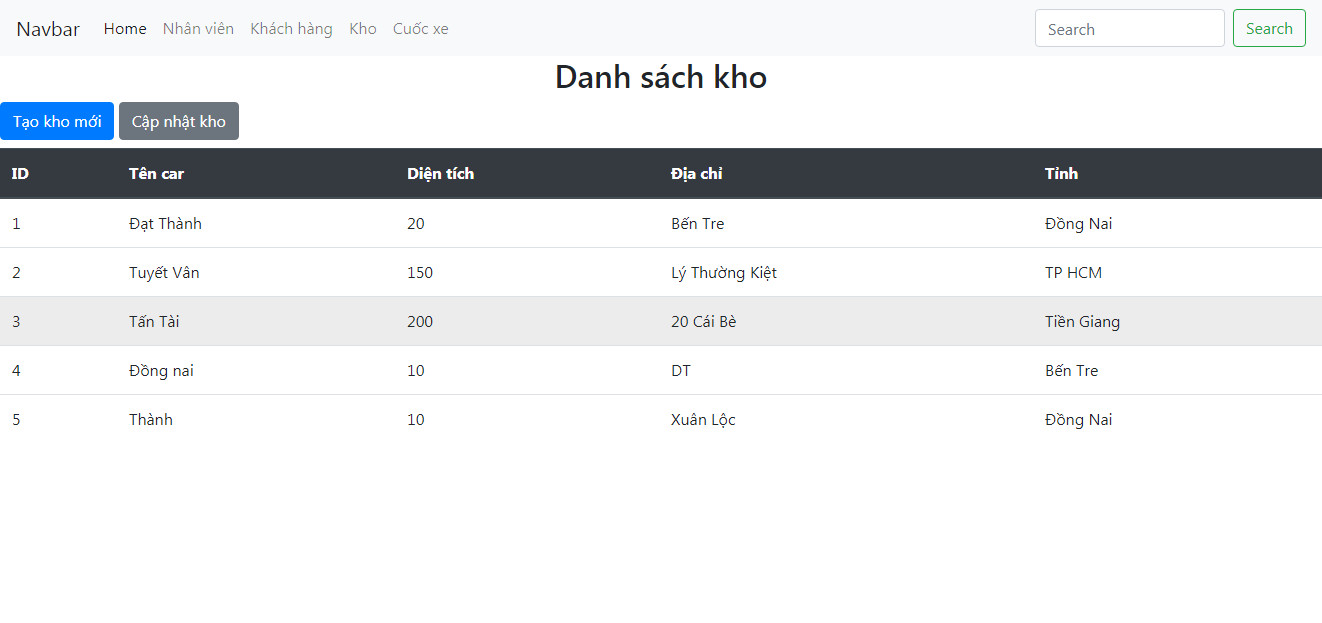 Navbar Home Nhân viên Khách hàng Kho Cuốc xe Search Search
Danh sách kho
Tạo kho mới Cập nhật kho
ID Tên car Diện tích Địa chỉ Tỉnh
1 Đạt Thành 20 Bến Tre Đồng Nai
2 Tuyết Vân 150 Lý Thường Kiệt TP HCM
3 Tấn Tài 200 20 Cái Bè Tiền Giang
4 Đồng nai 10 DT Bến Tre
5 Thành 10 Xuân Lộc Đồng Nai